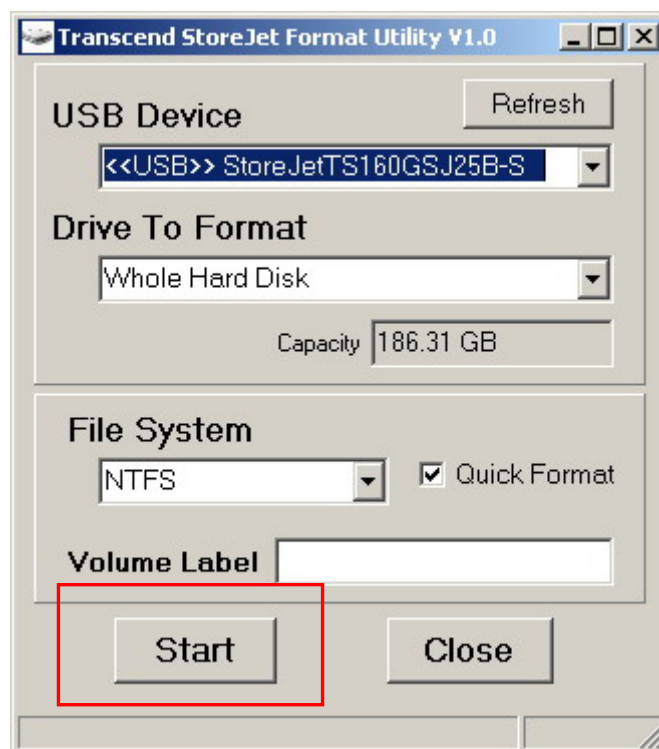 Transcend StoreJet Format Utility V1.0
Refresh
USB Device
<<USB>> StoreJetTS160GSJ25B-S
Drive To Format
Whole Hard Disk
Capacity 186.31 GB
File System
NTFS
Quick Format
Volume Label
Start
Close